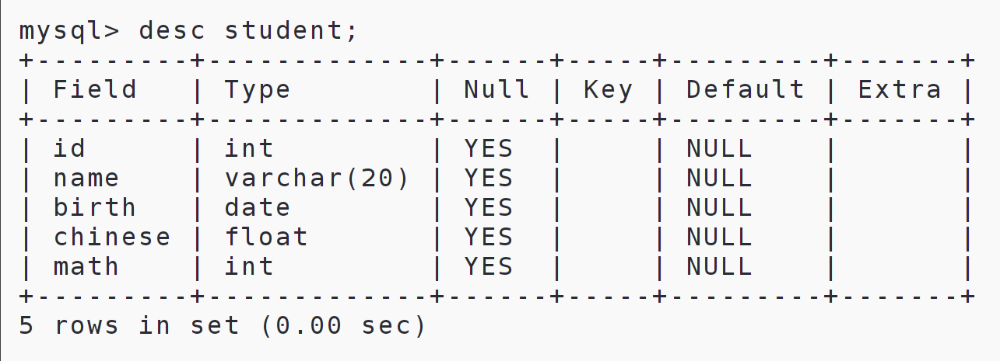 mysql> desc student;
+---------+-------------+------+-----+---------+-------+
| Field   | Type        | Null | Key | Default | Extra |
+---------+-------------+------+-----+---------+-------+
| id      | int         | YES  |     | NULL    |       |
| name    | varchar(20) | YES  |     | NULL    |       |
| birth   | date        | YES  |     | NULL    |       |
| chinese | float       | YES  |     | NULL    |       |
| math    | int         | YES  |     | NULL    |       |
+---------+-------------+------+-----+---------+-------+
5 rows in set (0.00 sec)